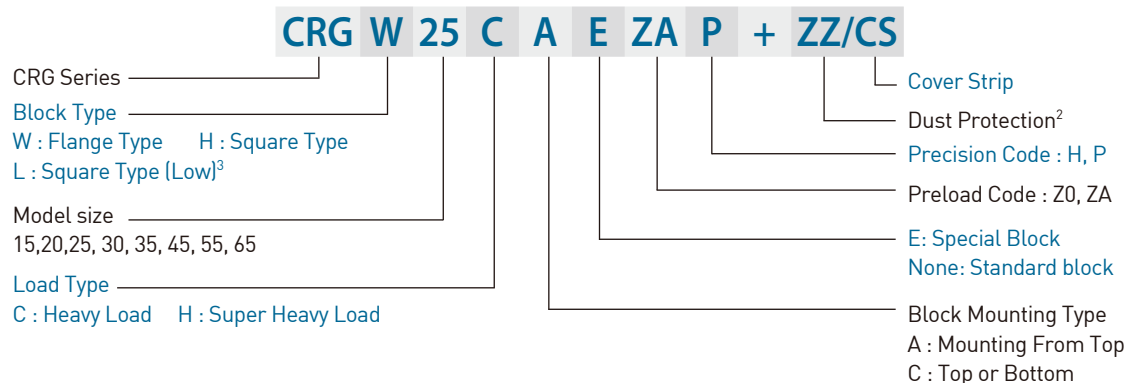 CRG W 25 C A E ZA P + ZZ/CS
CRG Series
Block Type
W : Flange Type H : Square Type
L : Square Type (Low)3
Model size
15,20,25, 30, 35, 45, 55, 65
Load Type
C : Heavy Load H : Super Heavy Load
Cover Strip
Dust Protection2
Precision Code : H, P
Preload Code : Z0, ZA
E: Special Block
None: Standard block
Block Mounting Type
A : Mounting From Top
C : Top or Bottom